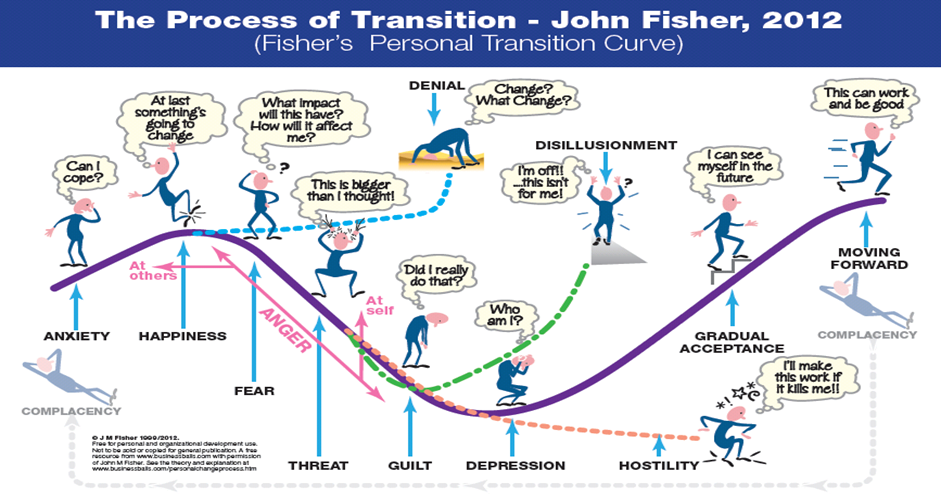 The Process of Transition - John Fisher, 2012
(Fisher's Personal Transition Curve)
DENIAL
Change?
What Change?
At last
something's
going to
change
What impact
will this have?
How will it affect
me?
This can work
and be good
Can I
cope?
?
This is bigger
than I thought!
DISILLUSIONMENT
I'm off!!
...this isn't
for me!
?
I can see
myself in the
future
At
others
Did I really
do that?
MOVING
FORWARD
At
self
ANGER
Who
am I?
ANXIETY
HAPPINESS
GRADUAL
ACCEPTANCE
COMPLACENCY
FEAR
I'll make
this work if
it kills me!!
COMPLACENCY
© J M Fisher 1999/2012.
Free for personal and organizational development use.
Not to be sold or copied for general publication. A free
resource from www.businessballs.com with permission
of John M Fisher. See the theory and explanation at
www.businessballs.com/personalchangeprocess.htm
THREAT
GUILT
DEPRESSION
HOSTILITY